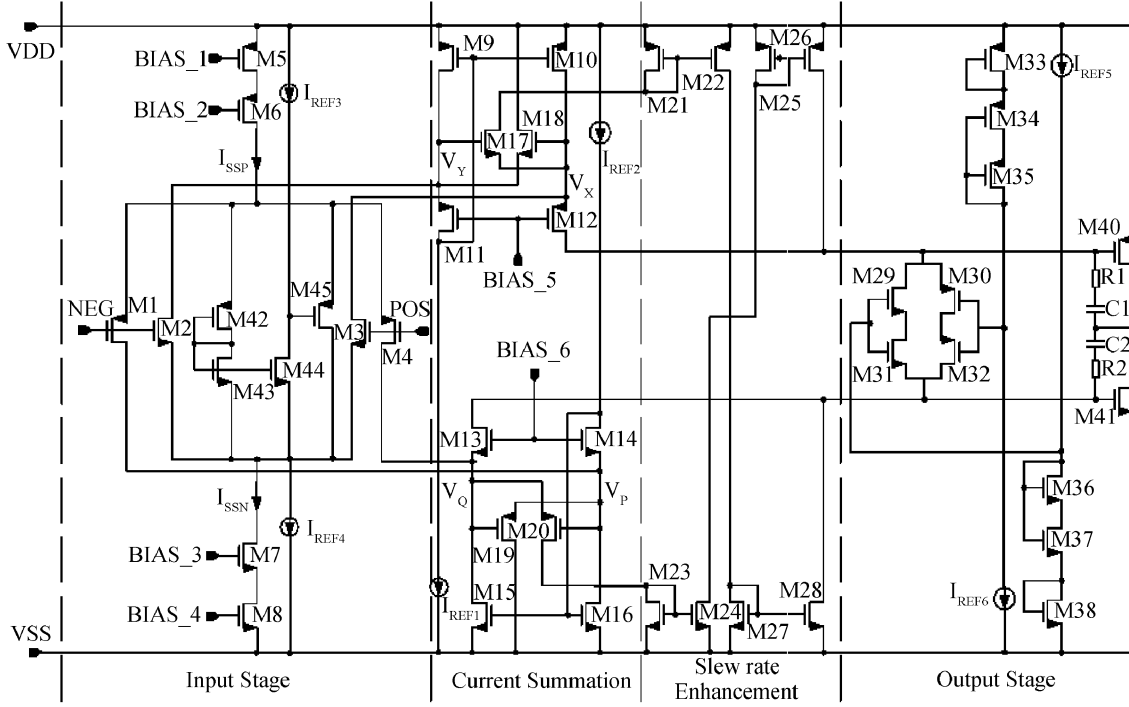 VDD
BIAS_1
M5
BIAS_2
M6
I_REF3
I_SSP
NEG
M1
M2
M42
M43
M44
M45
M3
POS
M4
I_SSN
I_REF4
BIAS_3
M7
BIAS_4
M8
VSS
Input Stage
M9
M10
M17
M18
V_Y
V_X
I_REF2
M11
M12
BIAS_5
BIAS_6
M13
M14
V_Q
V_P
M19
M20
M15
I_REF1
M16
Current Summation
M21
M22
M26
M25
M23
M24
M27
M28
Slew rate
Enhancement
M33
I_REF5
M34
M35
M29
M30
M31
M32
M40
R1
C1
C2
R2
M41
M36
M37
I_REF6
M38
Output Stage